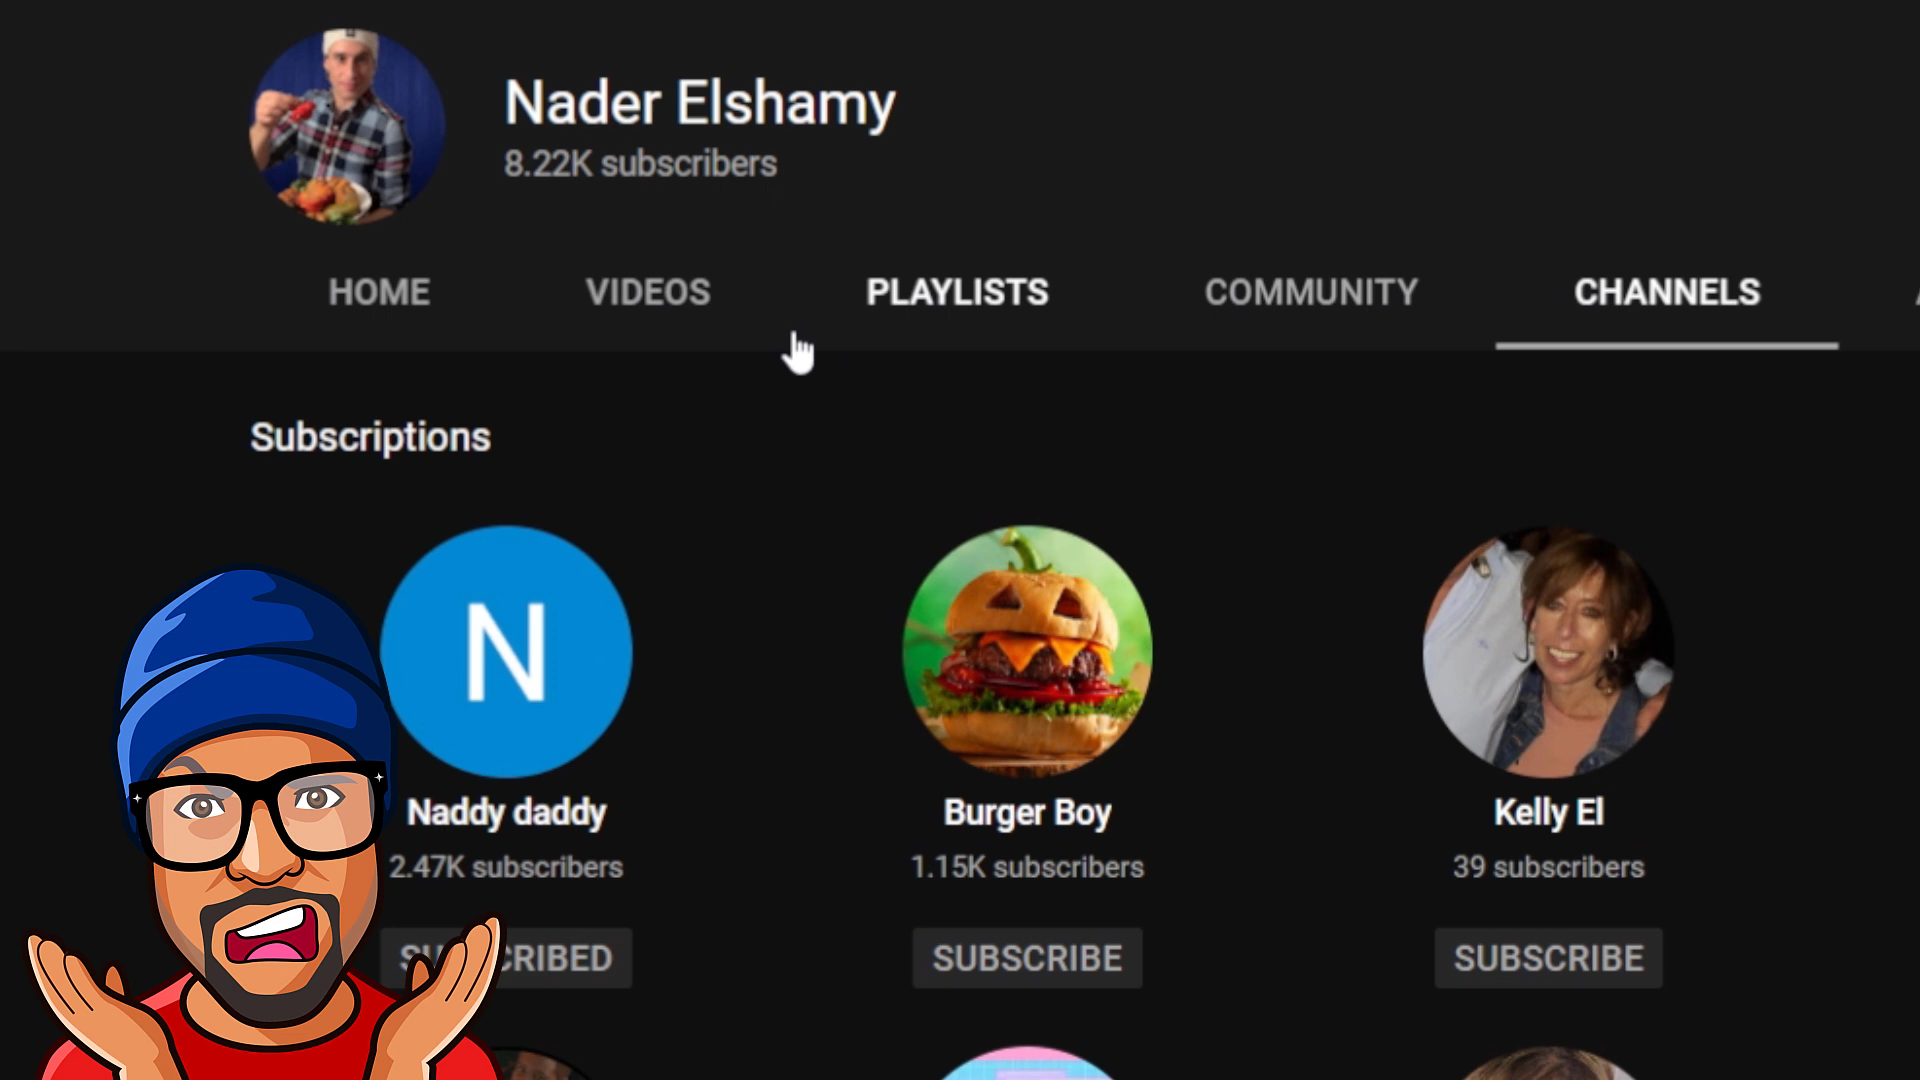 Nader Elshamy
8.22K subscribers
HOME VIDEOS PLAYLISTS COMMUNITY CHANNELS
Subscriptions
N
Naddy daddy Burger Boy Kelly El
2.47K subscribers 1.15K subscribers 39 subscribers
SUBSCRIBE SUBSCRIBE